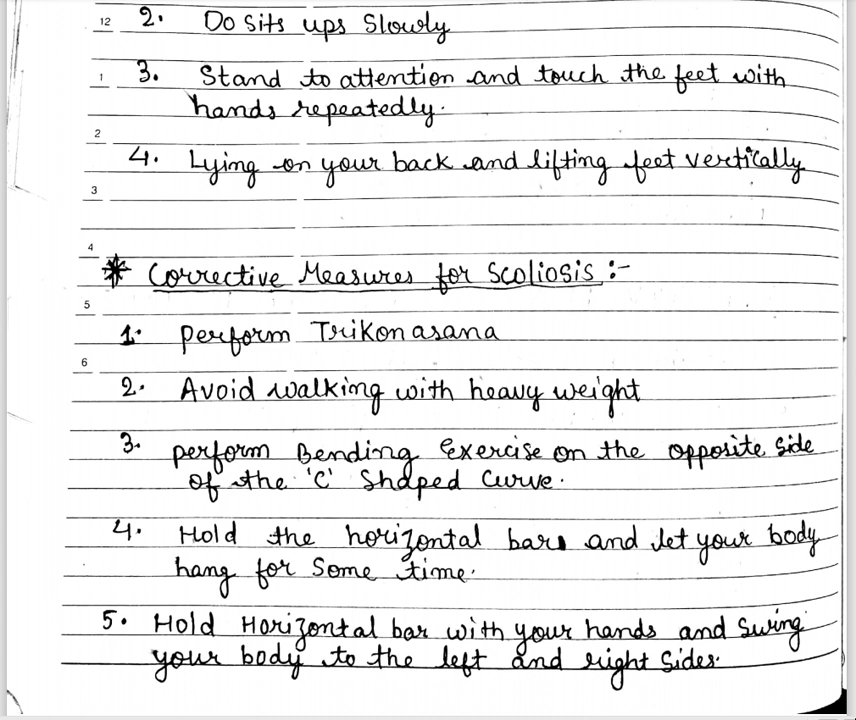 12 2. Do Sits ups Slowly
1 3. Stand to attention and touch the feet with
hands repeatedly.
2
4. Lying on your back and lifting feet vertically
3
4
* Corrective Measures for Scoliosis :-
5
1. perform Trikonasana
6
2. Avoid walking with heavy weight
3. perform Bending Exercise on the opposite side
of the 'C' Shaped Curve.
4. Hold the horizontal bars and let your body
hang for Some time.
5. Hold Horizontal bar with your hands and Swing
your body to the left and right Sides.